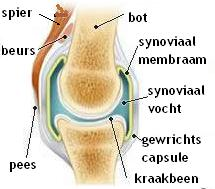 spier
bot
beurs
synoviaal
membraam
synoviaal
vocht
gewrichts
capsule
pees
kraakbeen